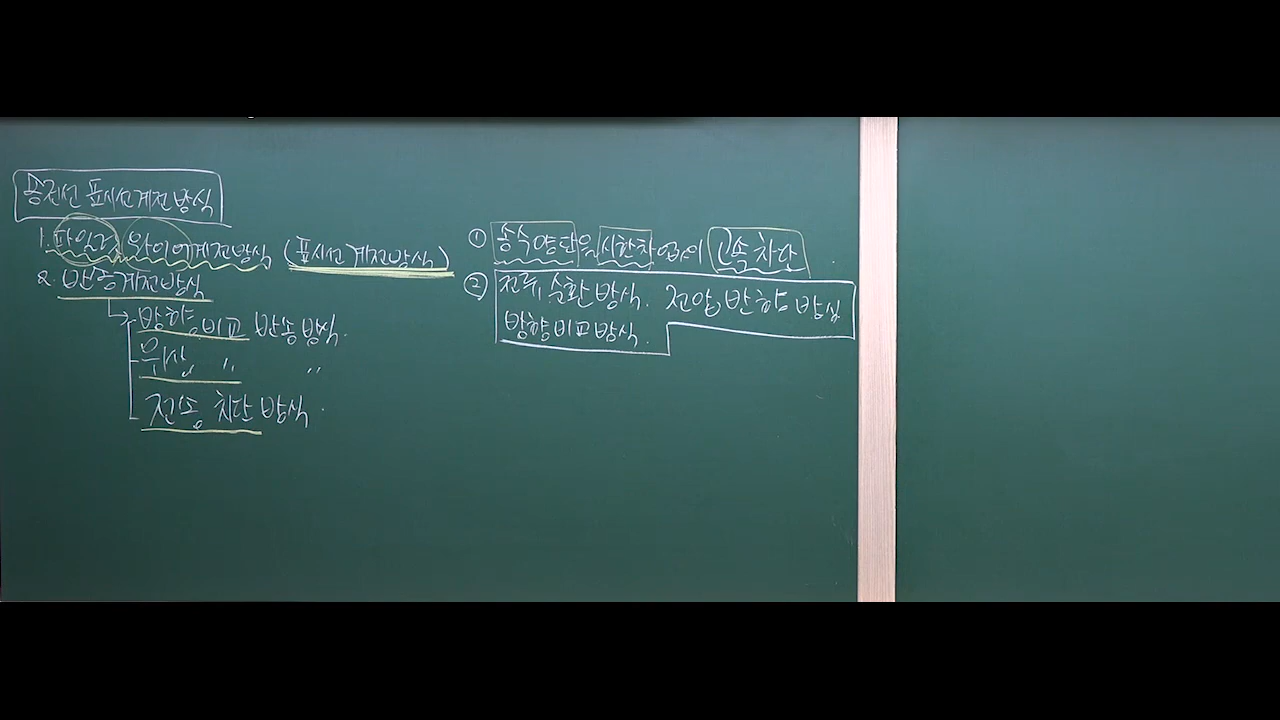 송전선 표시선계전방식
1. 파일럿 와이어계전방식 (표시선 계전방식)
2. 반송계전방식
방향 비교 반송 방식.
위상 〃 〃
전송 차단 방식.
① 송수 양단을 시한차 없이 고속 차단
② 전류 순환 방식. 전압 반향 방식
방향 비교 방식.